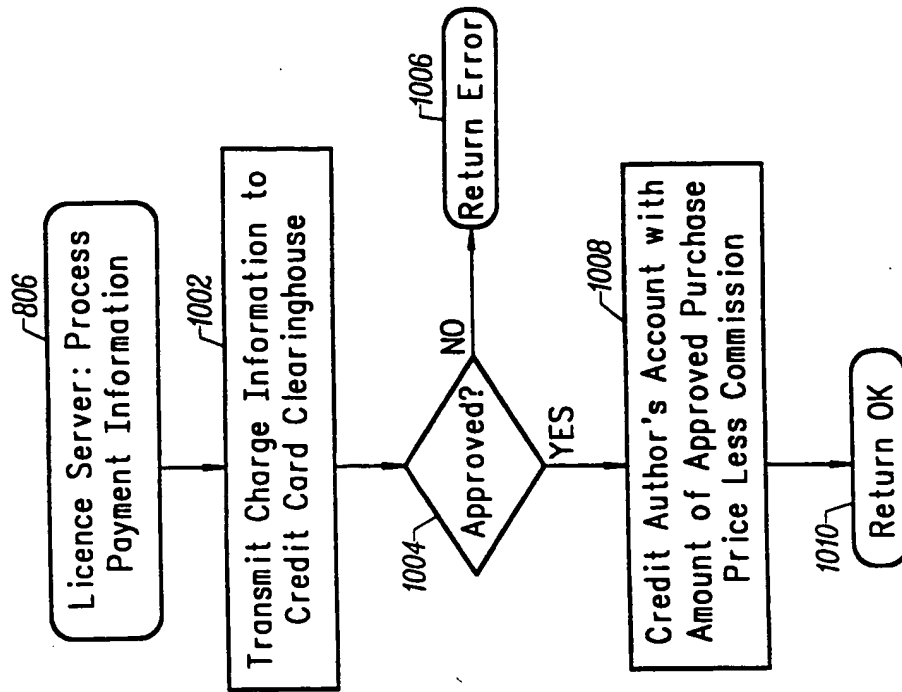 806
Licence Server: Process
Payment Information
1002
Transmit Charge Information to
Credit Card Clearinghouse
1004
Approved?
NO
1006
Return Error
YES
1008
Credit Author's Account with
Amount of Approved Purchase
Price Less Commission
1010
Return OK